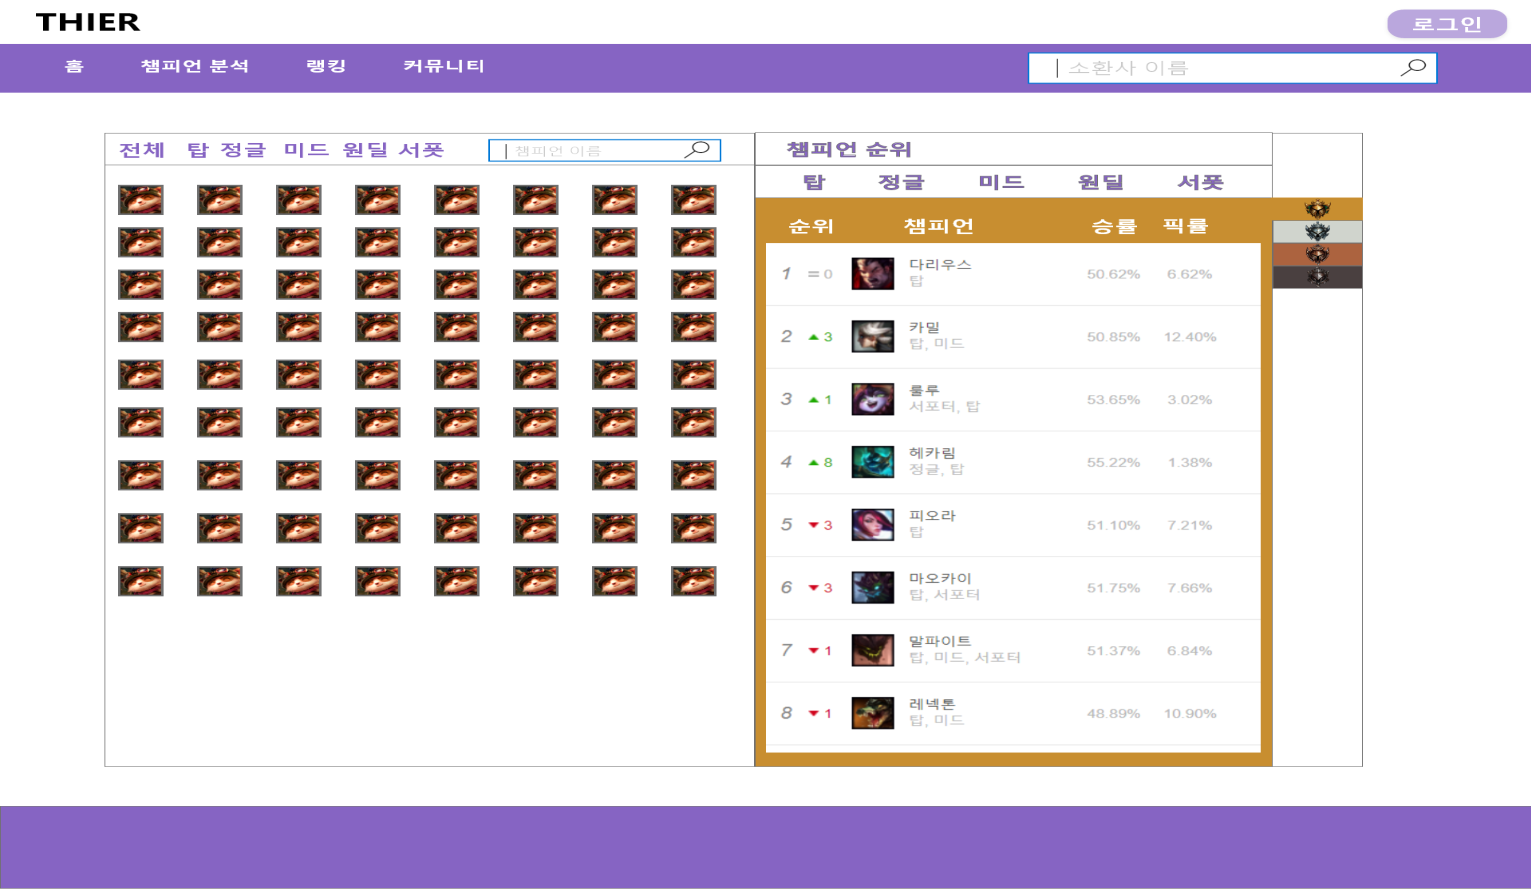 THIER
로그인
홈 챔피언 분석 랭킹 커뮤니티
소환사 이름
전체 탑 정글 미드 원딜 서폿
챔피언 이름
챔피언 순위
탑 정글 미드 원딜 서폿
순위 챔피언 승률 픽률
1 = 0 다리우스 50.62% 6.62%
탑
2 ▲ 3 카밀 50.85% 12.40%
탑, 미드
3 ▲ 1 룰루 53.65% 3.02%
서포터, 탑
4 ▲ 8 헤카림 55.22% 1.38%
정글, 탑
5 ▼ 3 피오라 51.10% 7.21%
탑
6 ▼ 3 마오카이 51.75% 7.66%
탑, 서포터
7 ▼ 1 말파이트 51.37% 6.84%
탑, 미드, 서포터
8 ▼ 1 레넥톤 48.89% 10.90%
탑, 미드